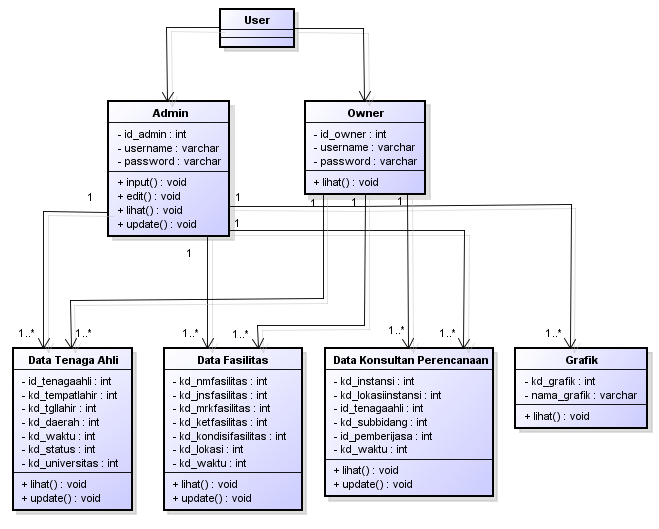 User
Admin
- id_admin : int
- username : varchar
- password : varchar
+ input() : void
+ edit() : void
+ lihat() : void
+ update() : void
Owner
- id_owner : int
- username : varchar
- password : varchar
+ lihat() : void
1
1
1
1
1
1
1
1..*
1..*
1..*
1..*
1..*
1..*
1..*
Data Tenaga Ahli
- id_tenagaahli : int
- kd_tempatlahir : int
- kd_tgllahir : int
- kd_daerah : int
- kd_waktu : int
- kd_status : int
- kd_universitas : int
+ lihat() : void
+ update() : void
Data Fasilitas
- kd_nmfasilitas : int
- kd_jnsfasilitas : int
- kd_mrkfasilitas : int
- kd_ketfasilitas : int
- kd_kondisifasilitas : int
- kd_lokasi : int
- kd_waktu : int
+ lihat() : void
+ update() : void
Data Konsultan Perencanaan
- kd_instansi : int
- kd_lokasiinstansi : int
- id_tenagaahli : int
- kd_subbidang : int
- id_pemberijasa : int
- kd_waktu : int
+ lihat() : void
+ update() : void
Grafik
- kd_grafik : int
- nama_grafik : varchar
+ lihat() : void